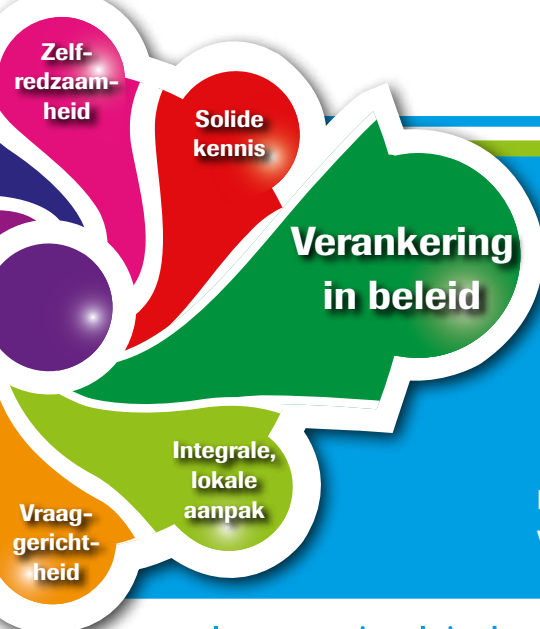 Zelf-
redzaam-
heid
Solide
kennis
Verankering
in beleid
Integrale,
lokale
aanpak
Vraag-
gericht-
heid